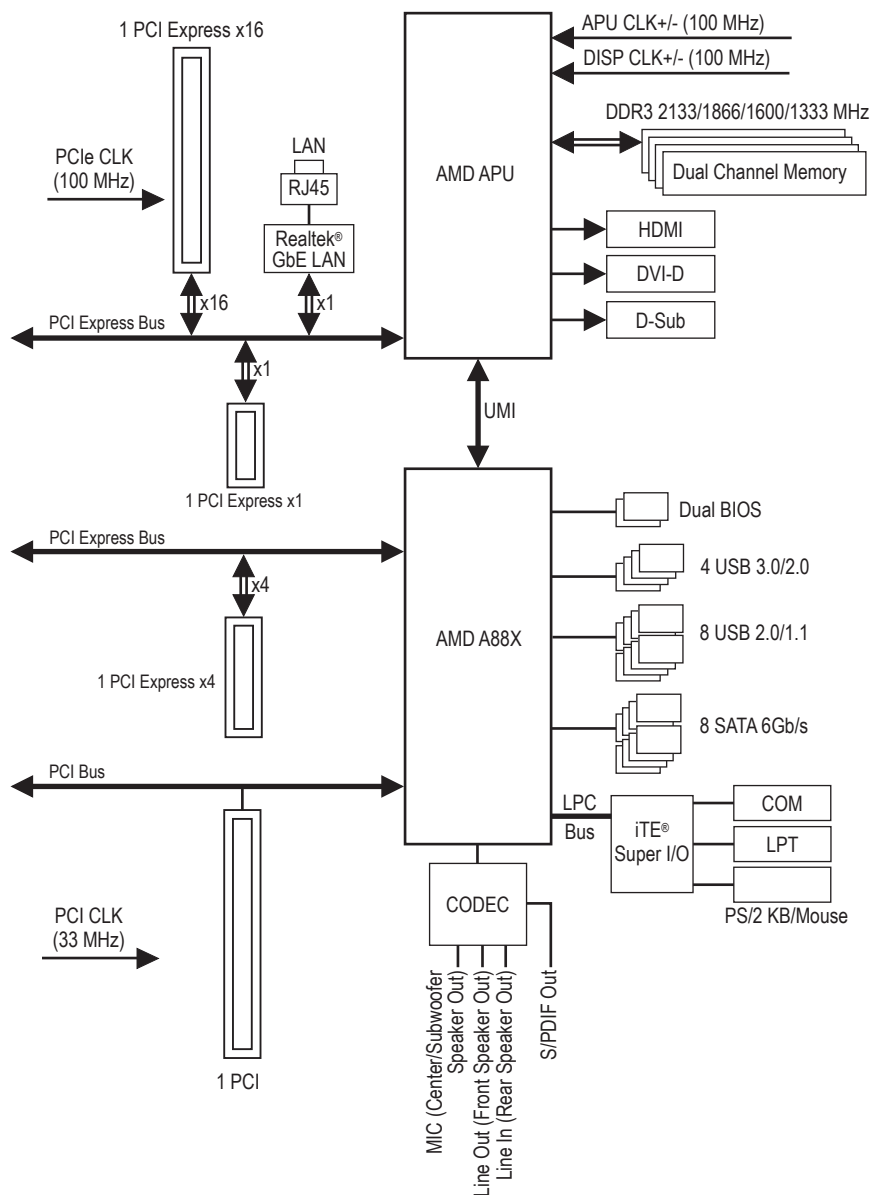 1 PCI Express x16
APU CLK+/- (100 MHz)
DISP CLK+/- (100 MHz)
DDR3 2133/1866/1600/1333 MHz
Dual Channel Memory
PCIe CLK
(100 MHz)
LAN
RJ45
Realtek®
GbE LAN
AMD APU
HDMI
DVI-D
D-Sub
x16
x1
PCI Express Bus
x1
1 PCI Express x1
UMI
PCI Express Bus
x4
1 PCI Express x4
AMD A88X
Dual BIOS
4 USB 3.0/2.0
8 USB 2.0/1.1
8 SATA 6Gb/s
PCI Bus
LPC
Bus
iTE®
Super I/O
COM
LPT
PS/2 KB/Mouse
CODEC
PCI CLK
(33 MHz)
1 PCI
MIC (Center/Subwoofer
Speaker Out)
Line Out (Front Speaker Out)
Line In (Rear Speaker Out)
S/PDIF Out